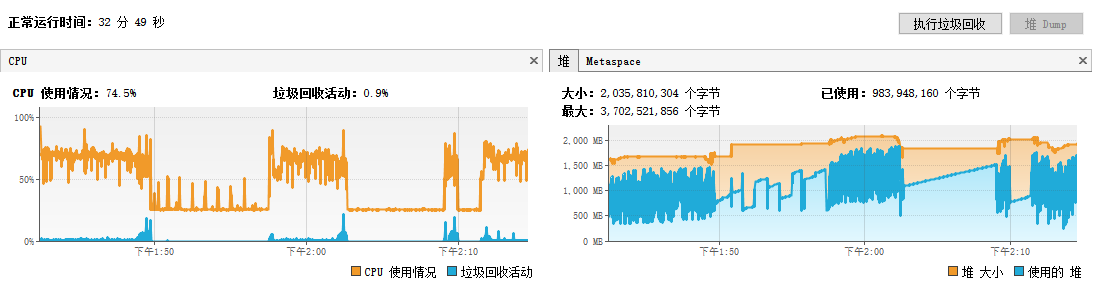 正常运行时间：32 分 49 秒
执行垃圾回收
堆 Dump
CPU
CPU 使用情况：74.5%
垃圾回收活动：0.9%
100%
50%
0%
下午1:50
下午2:00
下午2:10
CPU 使用情况
垃圾回收活动
堆
Metaspace
大小：2,035,810,304 个字节
已使用：983,948,160 个字节
最大：3,702,521,856 个字节
2,000 MB
1,500 MB
1,000 MB
500 MB
0 MB
下午1:50
下午2:00
下午2:10
堆 大小
使用的 堆